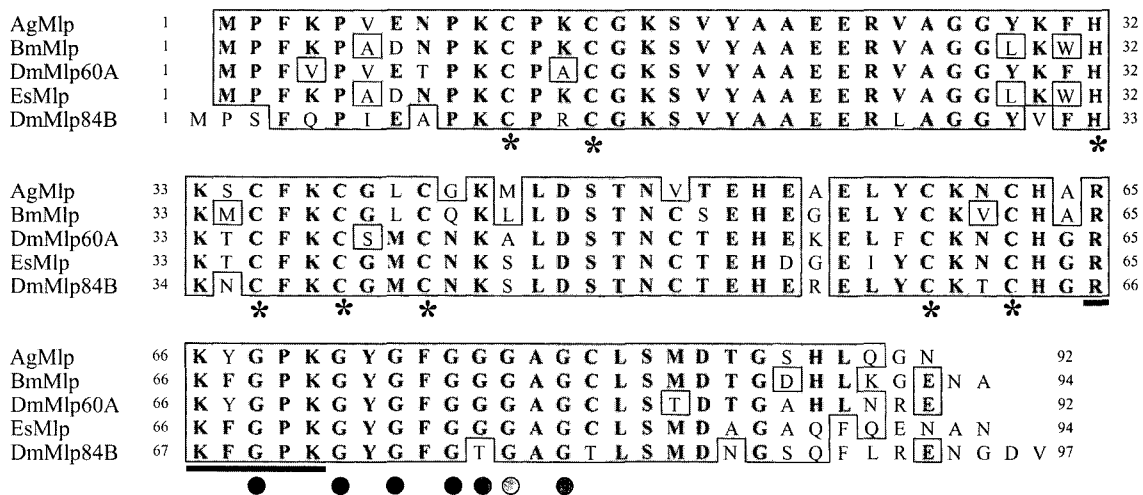 AgMlp 1 M P F K P V E N P K C P K C G K S V Y A A E E R V A G G Y K F H 32
BmMlp 1 M P F K P A D N P K C P K C G K S V Y A A E E R V A G G L K W H 32
DmMlp60A 1 M P F V P V E T P K C P A C G K S V Y A A E E R V A G G Y K F H 32
EsMlp 1 M P F K P A D N P K C P K C G K S V Y A A E E R V A G G L K W H 32
DmMlp84B 1 M P S F Q P I E A P K C P R C G K S V Y A A E E R L A G G Y V F H 33
* * *
AgMlp 33 K S C F K C G L C G K M L D S T N V T E H E A E L Y C K N C H A R 65
BmMlp 33 K M C F K C G L C Q K L L D S T N C S E H E G E L Y C K V C H A R 65
DmMlp60A 33 K T C F K C S M C N K A L D S T N C T E H E K E L F C K N C H G R 65
EsMlp 33 K T C F K C G M C N K S L D S T N C T E H D G E I Y C K N C H G R 65
DmMlp84B 34 K N C F K C G M C N K S L D S T N C T E H E R E L Y C K T C H G R 66
* * * * *
AgMlp 66 K Y G P K G Y G F G G G A G C L S M D T G S H L Q G N 92
BmMlp 66 K F G P K G Y G F G G G A G C L S M D T G D H L K G E N A 94
DmMlp60A 66 K Y G P K G Y G F G G G A G C L S T D T G A H L N R E 92
EsMlp 66 K F G P K G Y G F G G G A G C L S M D A G A Q F Q E N A N 94
DmMlp84B 67 K F G P K G Y G F G T G A G T L S M D N G S Q F L R E N G D V 97